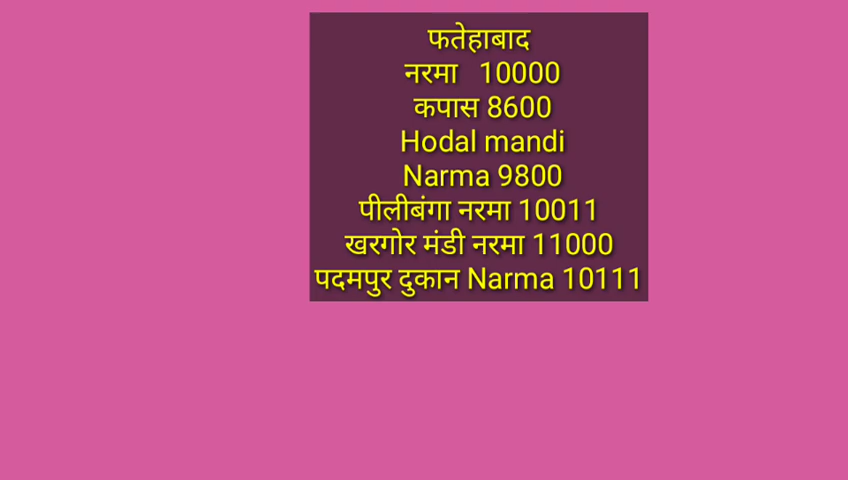 फतेहाबाद
नरमा   10000
कपास 8600
Hodal mandi
Narma 9800
पीलीबंगा नरमा 10011
खरगोर मंडी नरमा 11000
पदमपुर दुकान Narma 10111